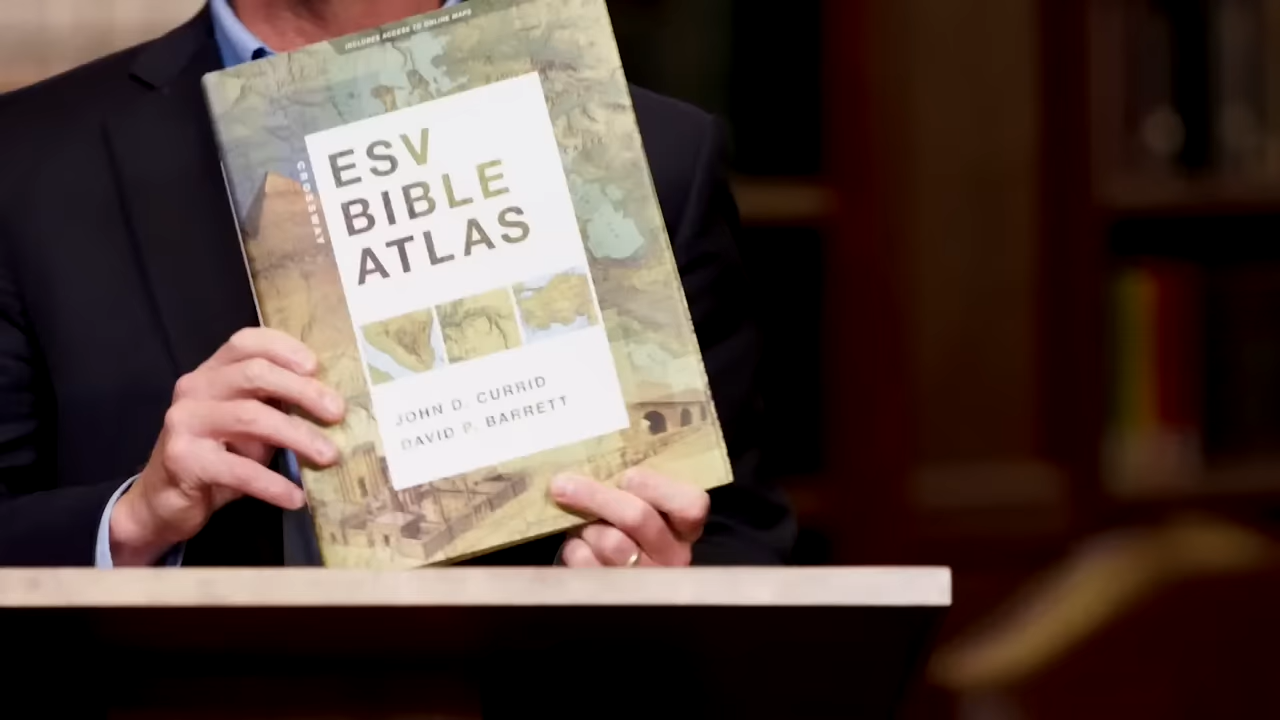 INCLUDES ACCESS TO ONLINE MAPS
CROSSWAY
ESV
BIBLE
ATLAS
JOHN D. CURRID
DAVID P. BARRETT